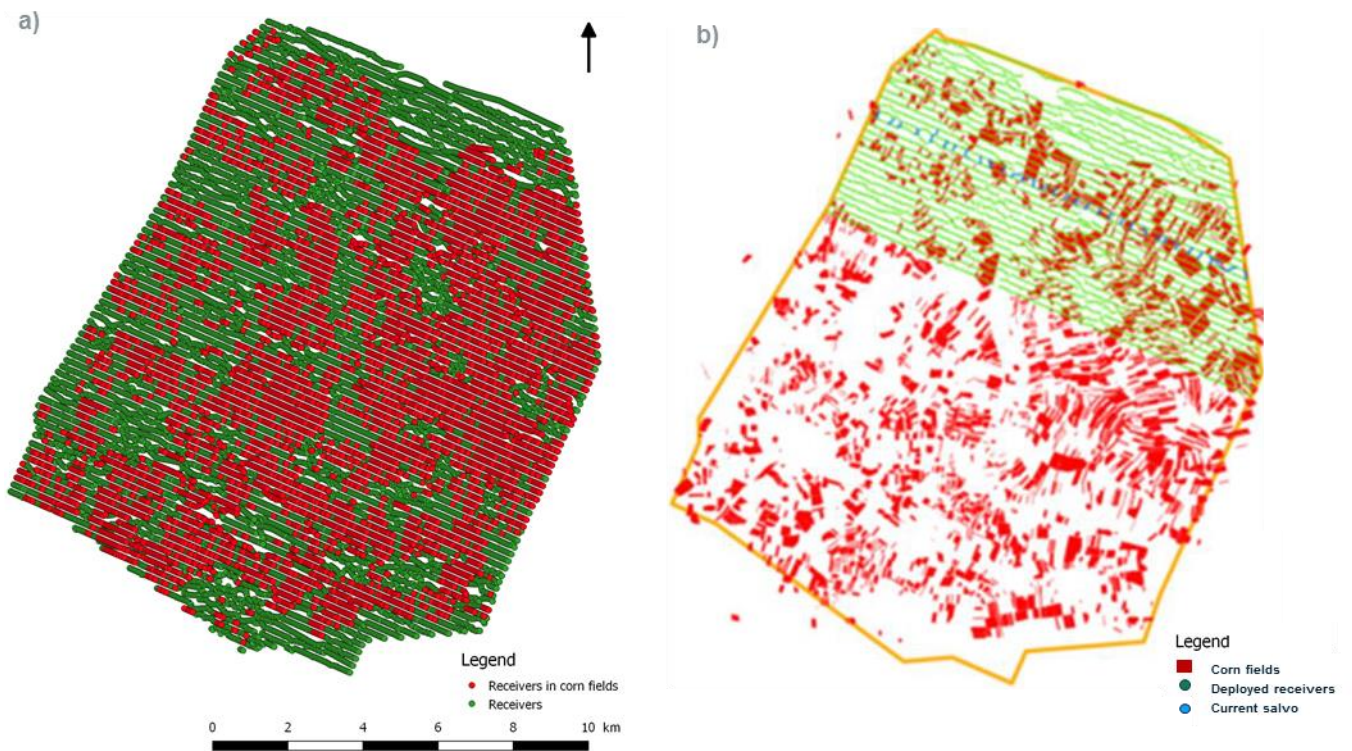 a)
b)
Legend
Receivers in corn fields
Receivers
0 2 4 6 8 10 km
Legend
Corn fields
Deployed receivers
Current salvo